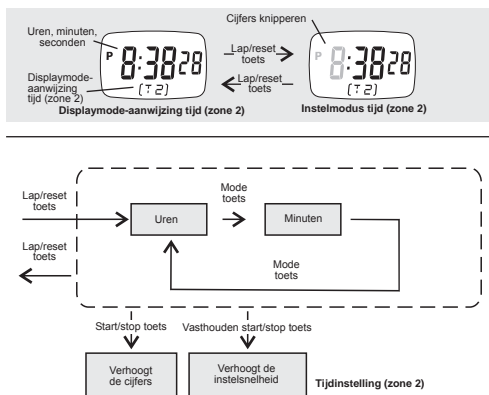 Cijfers knipperen
Uren, minuten,
seconden
P 8:38 28
(T2)
Displaymode-
aanwijzing
tijd (zone 2)
Displaymode-aanwijzing tijd (zone 2)
Lap/reset
toets
Lap/reset
toets
P 8:38 28
(T2)
Instelmodus tijd (zone 2)
Lap/reset
toets
Lap/reset
toets
Uren
Mode
toets
Minuten
Mode
toets
Start/stop toets
Vasthouden start/stop toets
Verhoogt
de cijfers
Verhoogt de
instelsnelheid
Tijdinstelling (zone 2)